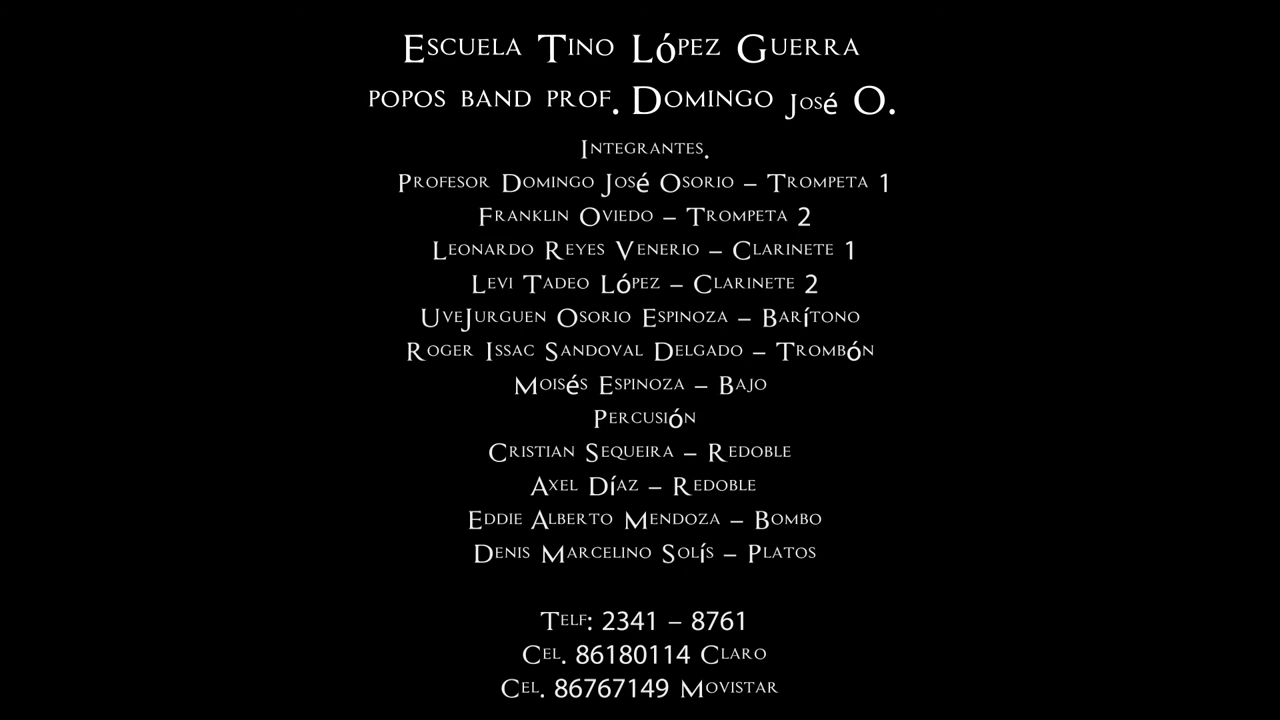 Escuela Tino López Guerra
popos band prof. Domingo José O.
Integrantes.
Profesor Domingo José Osorio – Trompeta 1
Franklin Oviedo – Trompeta 2
Leonardo Reyes Venerio – Clarinete 1
Levi Tadeo López – Clarinete 2
UveJurguen Osorio Espinoza – Barítono
Roger Issac Sandoval Delgado – Trombón
Moisés Espinoza – Bajo
Percusión
Cristian Sequeira – Redoble
Axel Díaz – Redoble
Eddie Alberto Mendoza – Bombo
Denis Marcelino Solís – Platos
Telf: 2341 – 8761
Cel. 86180114 Claro
Cel. 86767149 Movistar